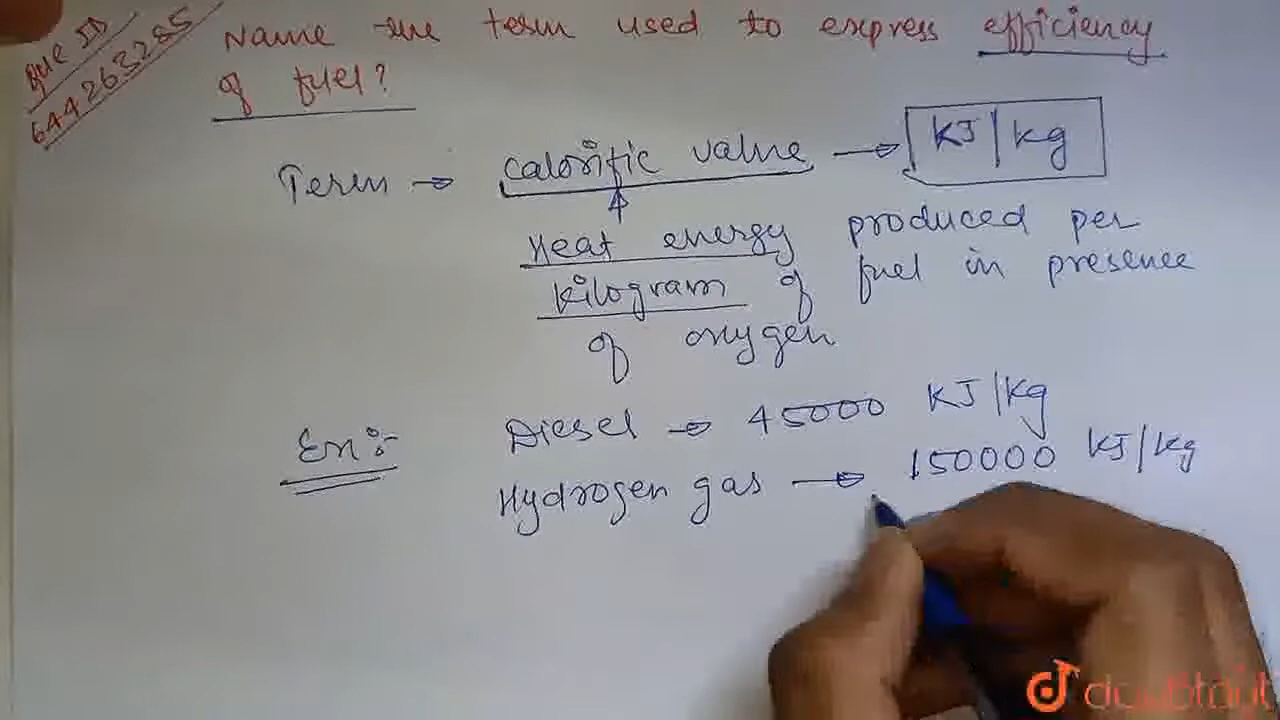 Que ID
644263285
Name the term used to express efficiency
of fuel?
Term → calorific value → KJ/kg
Heat energy produced per
kilogram of fuel in presence
of oxygen
Ex:-
Diesel → 45000 KJ/Kg
Hydrogen gas → 150000 KJ/Kg
doubtnut